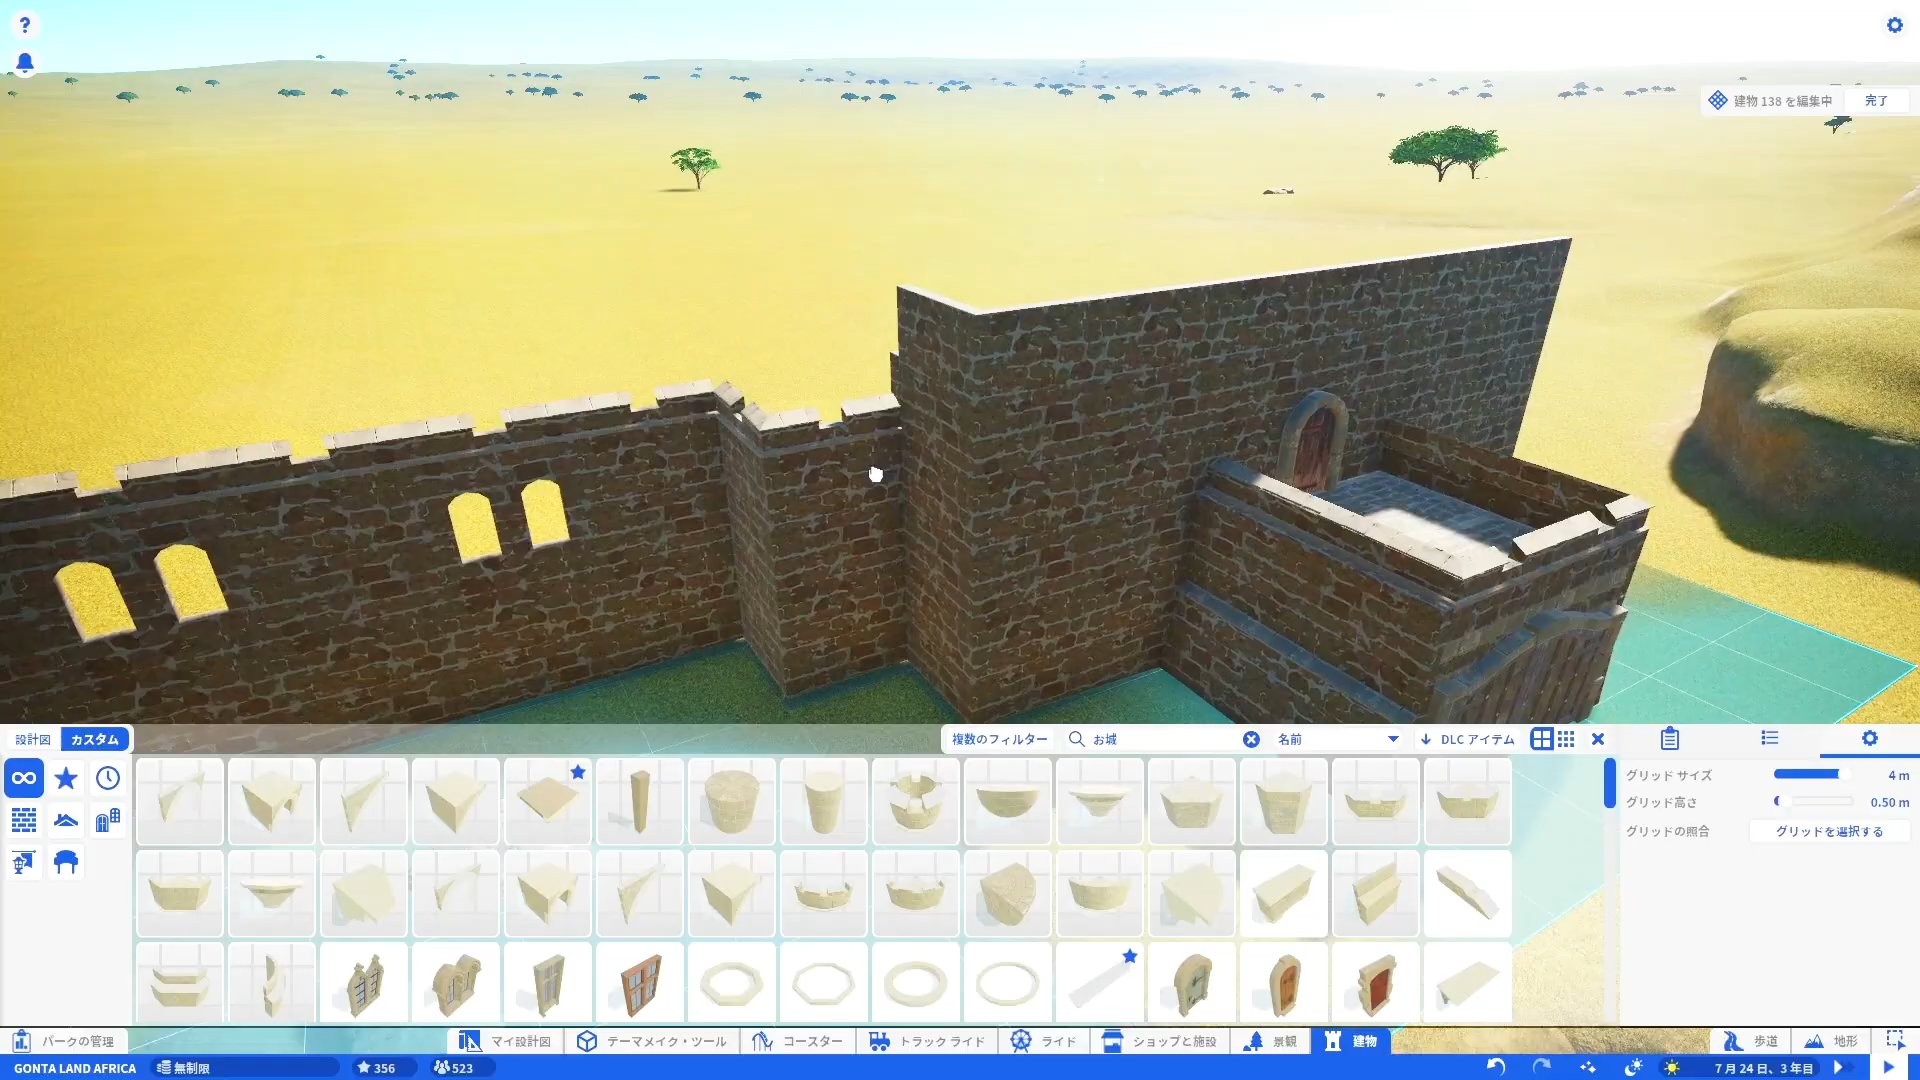 ?
建物 138 を編集中
完了
設計図
カスタム
複数のフィルター
お城
名前
DLC アイテム
グリッド サイズ
4 m
グリッド高さ
0.50 m
グリッドの照合
グリッドを選択する
パークの管理
マイ設計図
テーマメイク・ツール
コースター
トラック ライド
ライド
ショップと施設
景観
建物
歩道
地形
GONTA LAND AFRICA
無制限
356
523
7 月 24 日、3 年目